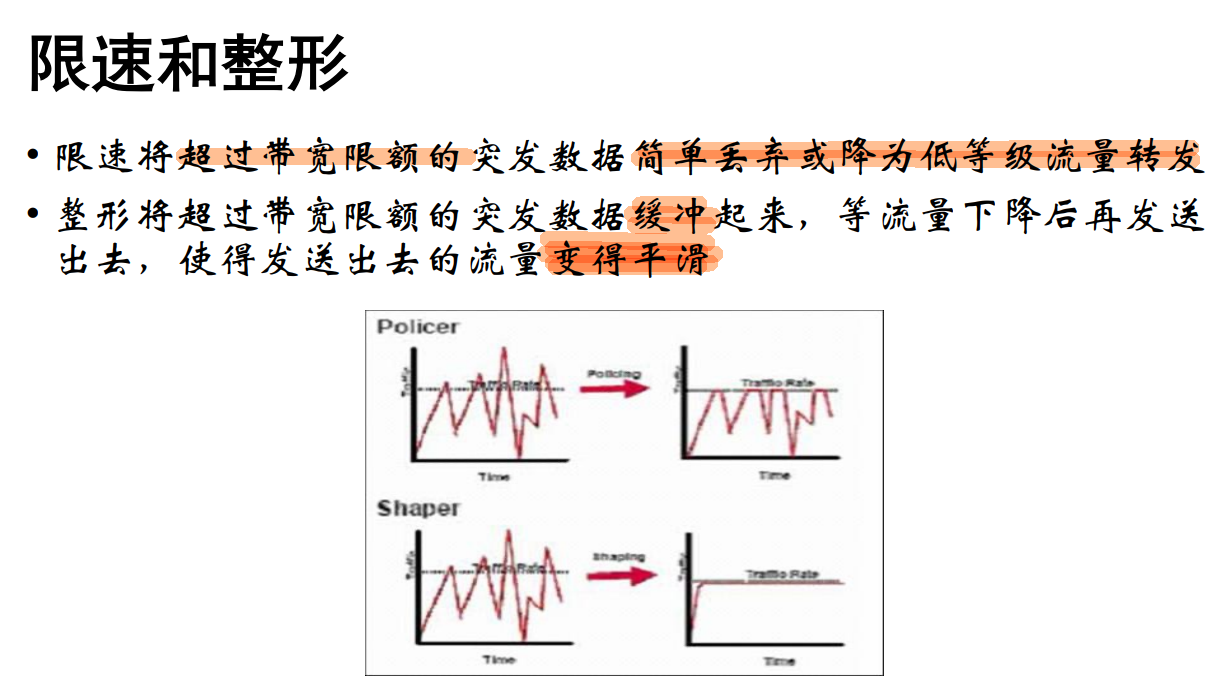 限速和整形
• 限速将超过带宽限额的突发数据简单丢弃或降为低等级流量转发
• 整形将超过带宽限额的突发数据缓冲起来，等流量下降后再发送
出去，使得发送出去的流量变得平滑
Policer
Traffic
Traffic Rate
Time
Policing
Traffic
Traffic Rate
Time
Shaper
Traffic
Traffic Rate
Time
Shaping
Traffic
Traffic Rate
Time